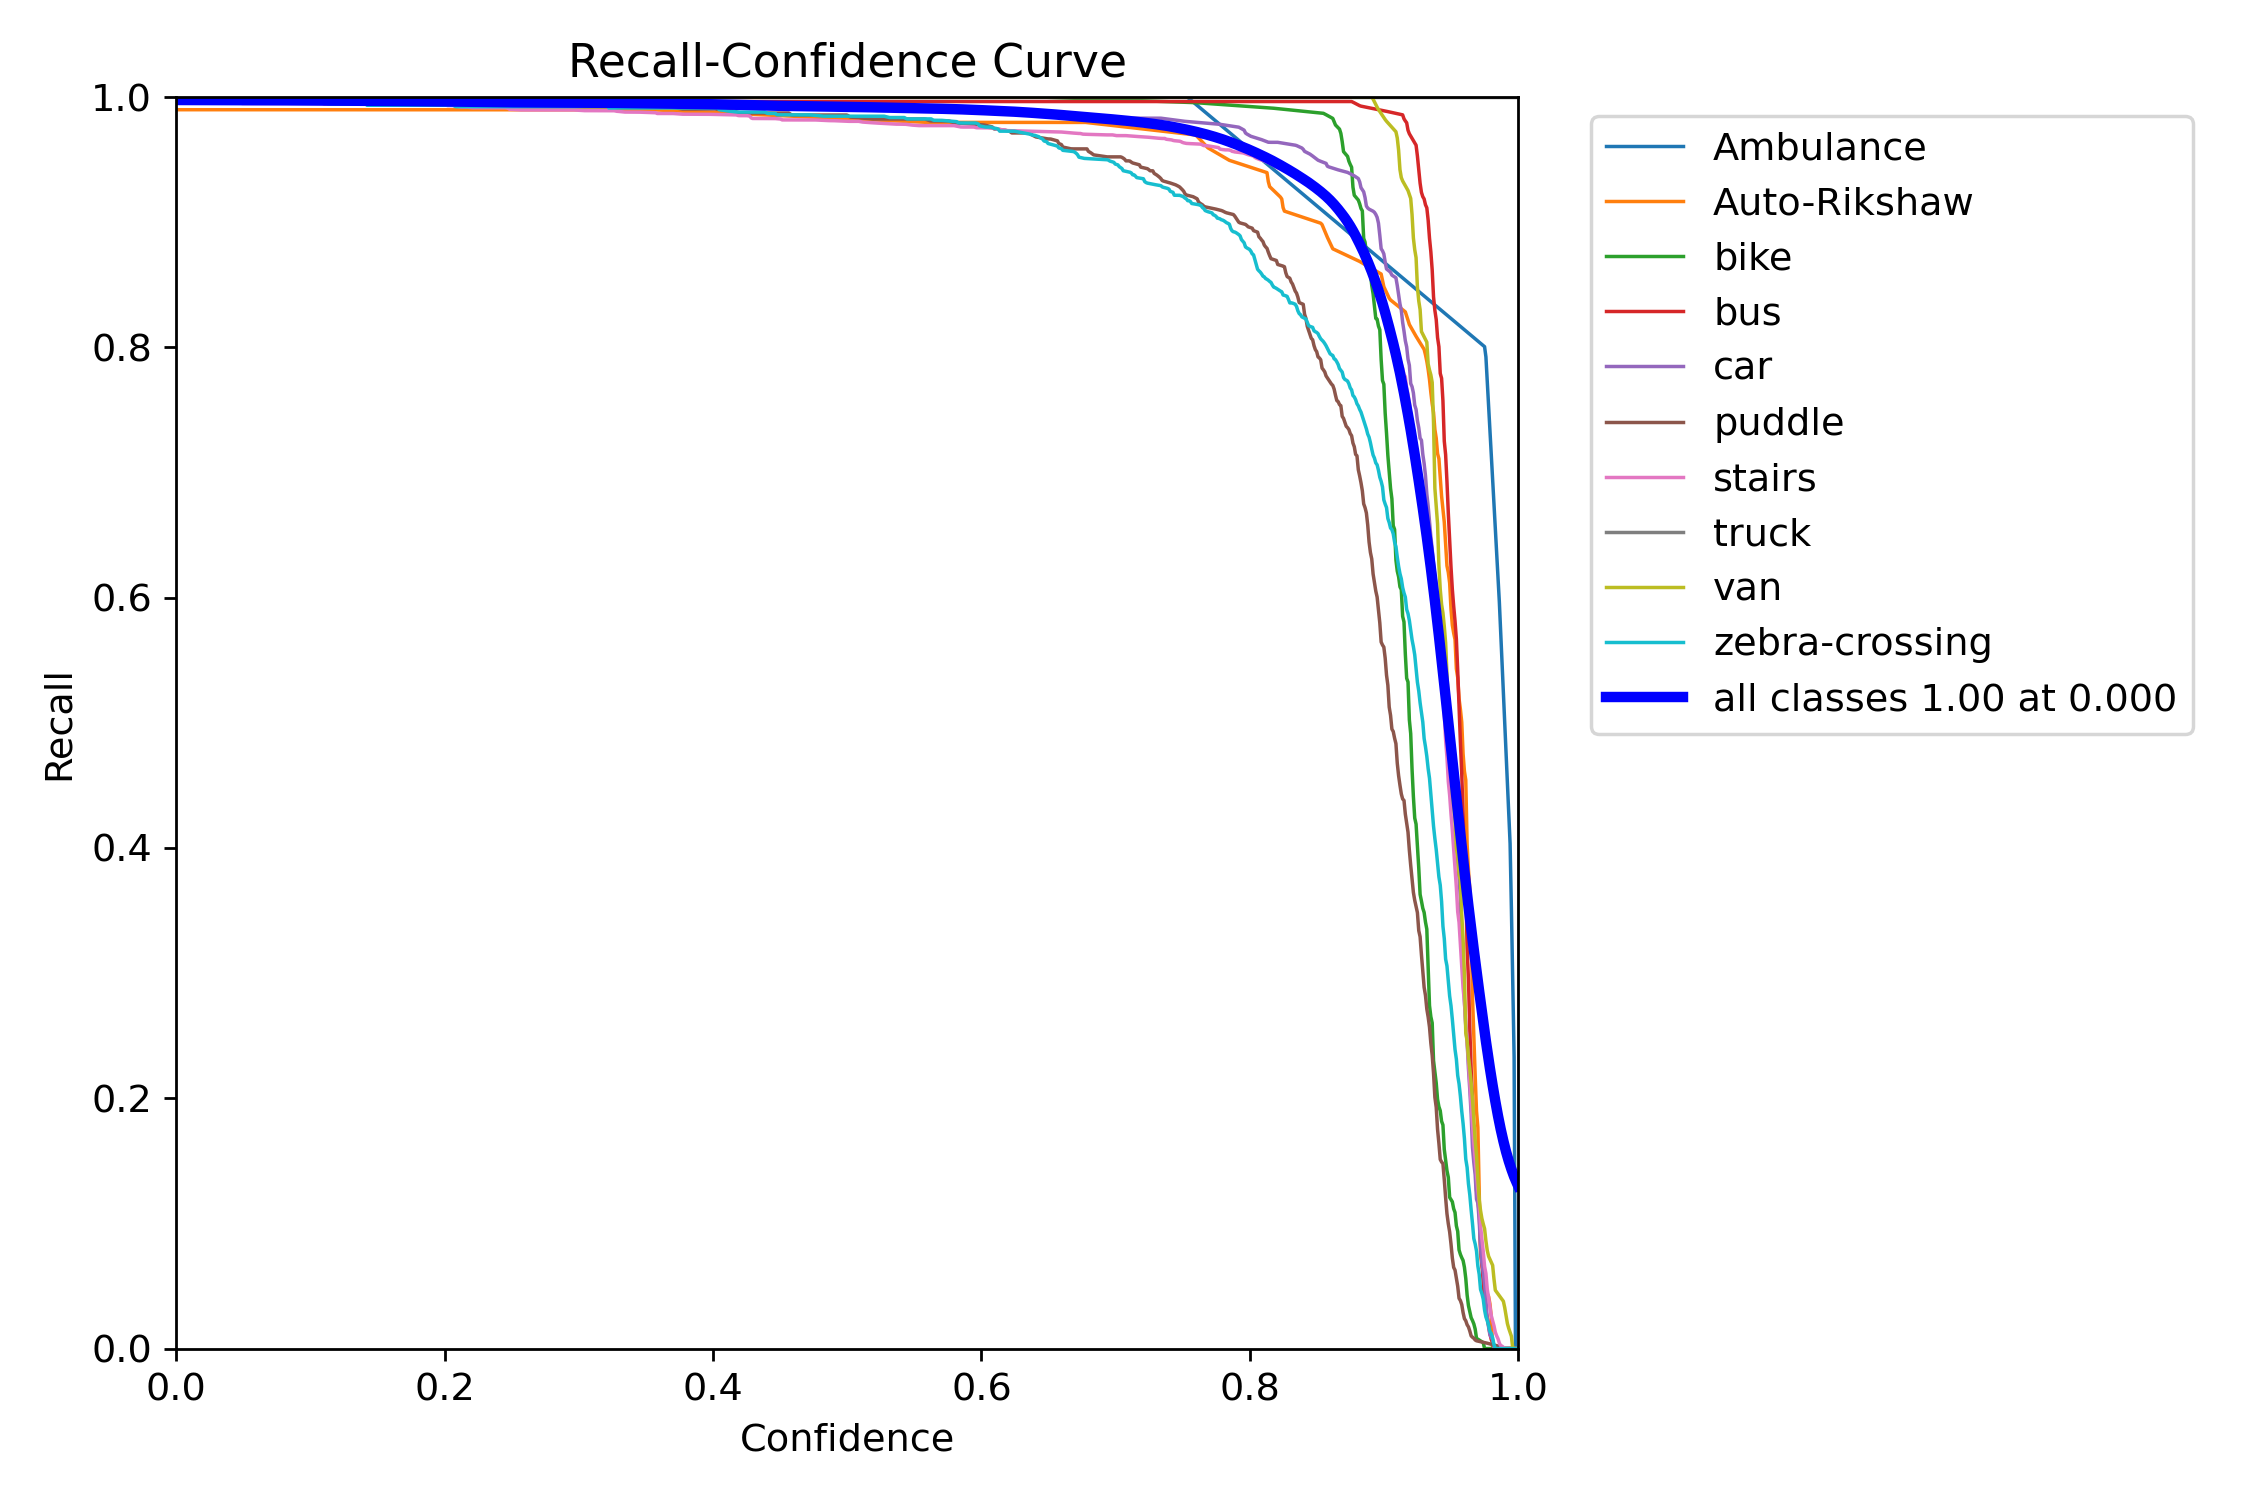 Recall-Confidence Curve
1.0
0.8
0.6
0.4
0.2
0.0
Recall
0.0 0.2 0.4 0.6 0.8 1.0
Confidence
Ambulance
Auto-Rikshaw
bike
bus
car
puddle
stairs
truck
van
zebra-crossing
all classes 1.00 at 0.000